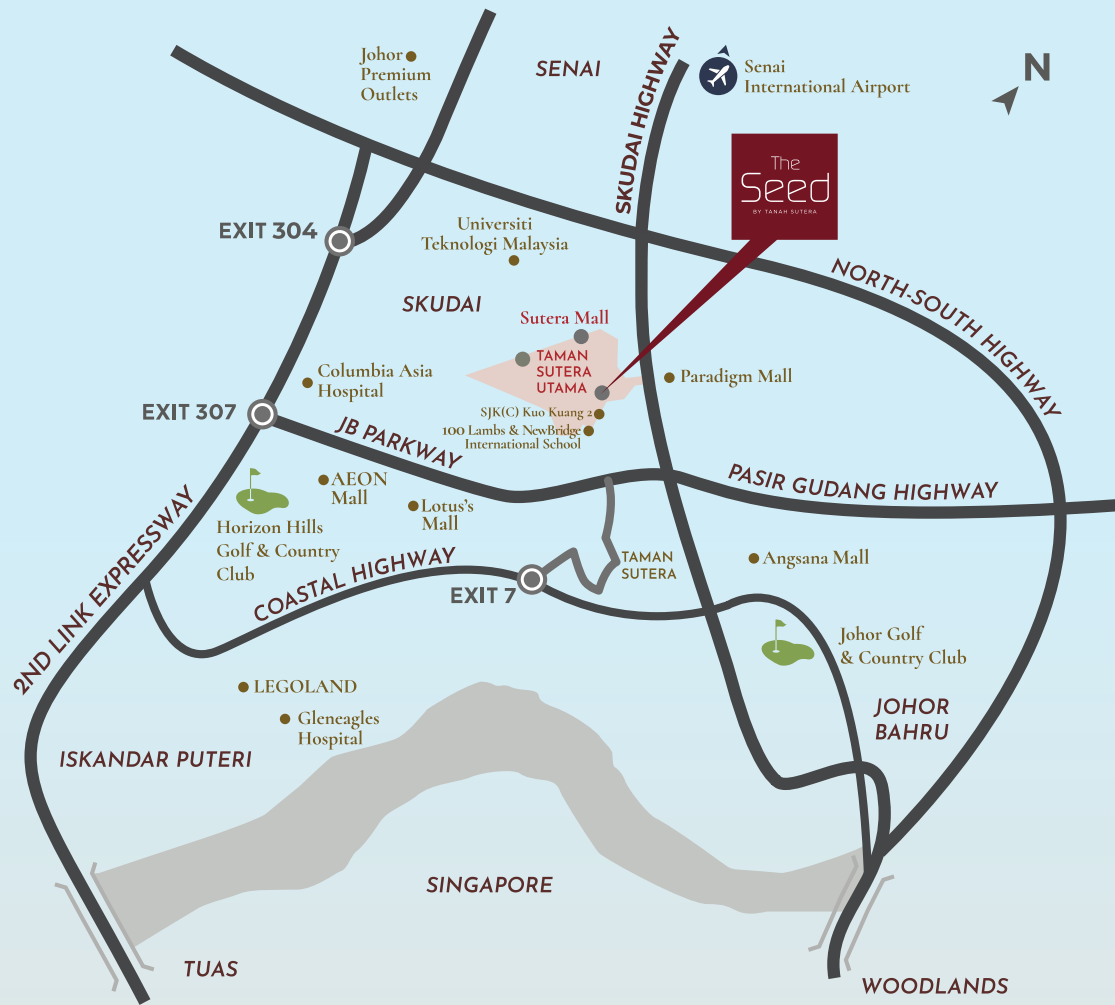 Johor
Premium
Outlets
SENAI
SKUDAI HIGHWAY
Senai
International Airport
N
The
Seed
BY TANAH SUTERA
EXIT 304
Universiti
Teknologi Malaysia
NORTH-SOUTH HIGHWAY
SKUDAI
Sutera Mall
TAMAN
SUTERA
UTAMA
Columbia Asia
Hospital
Paradigm Mall
EXIT 307
SJK(C) Kuo Kuang 2
100 Lambs & NewBridge
International School
JB PARKWAY
AEON
Mall
Lotus's
Mall
PASIR GUDANG HIGHWAY
Horizon Hills
Golf & Country
Club
2ND LINK EXPRESSWAY
COASTAL HIGHWAY
EXIT 7
TAMAN
SUTERA
Angsana Mall
Johor Golf
& Country Club
LEGOLAND
Gleneagles
Hospital
JOHOR
BAHRU
ISKANDAR PUTERI
SINGAPORE
TUAS
WOODLANDS